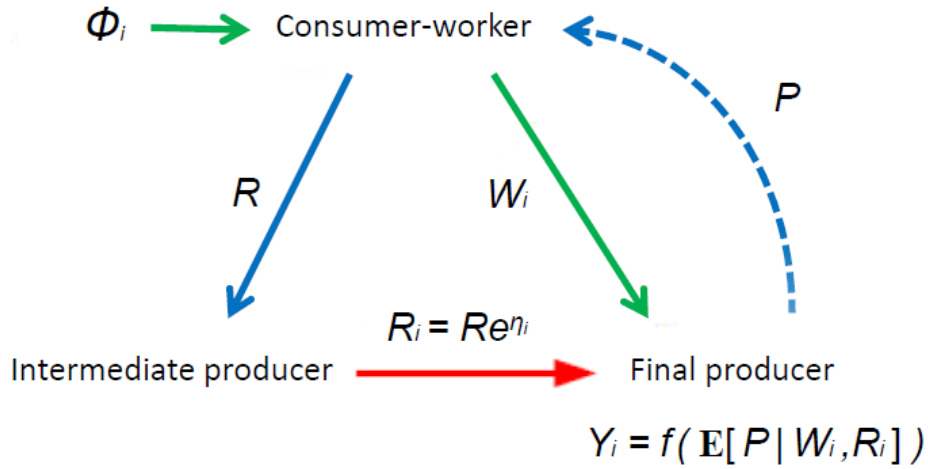 Φi Consumer-worker
P
R
Wi
Ri = Reηi
Intermediate producer
Final producer
Yi = f ( E[ P | Wi ,Ri ] )